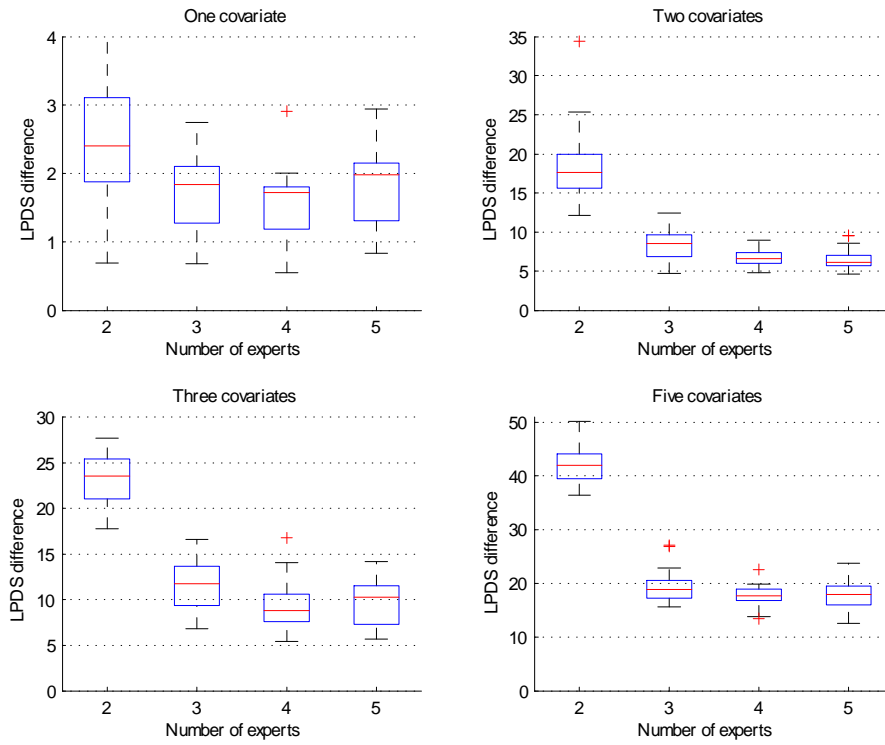 One covariate
4
3
2
1
0
LPDS difference
2 3 4 5
Number of experts
Two covariates
35
30
25
20
15
10
5
0
LPDS difference
2 3 4 5
Number of experts
Three covariates
30
25
20
15
10
5
0
LPDS difference
2 3 4 5
Number of experts
Five covariates
50
40
30
20
10
0
LPDS difference
2 3 4 5
Number of experts